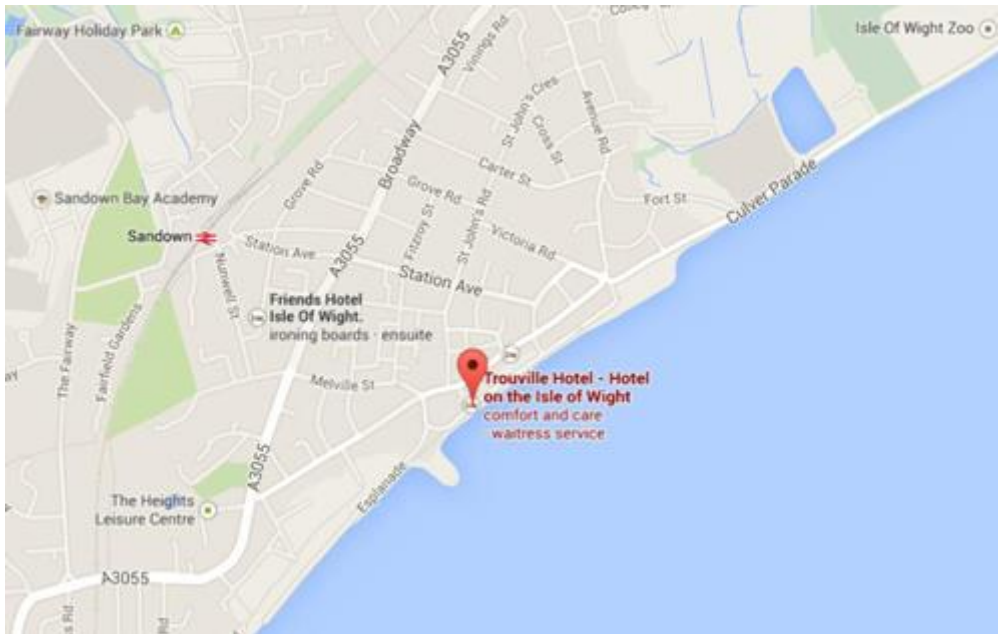 Fairway Holiday Park
A3055
Vinings Rd
Isle Of Wight Zoo
St John's Cres
Avenue Rd
Cross St
Broadway
Carter St
Grove Rd
Grove Rd
Sandown Bay Academy
Fort St
Culver Parade
Sandown
Station Ave
Nunwell St
A3055
Fitzroy St
St John's Rd
Victoria Rd
Station Ave
Friends Hotel
Isle Of Wight.
ironing boards · ensuite
The Fairway
Fairfield Gardens
Melville St
Trouville Hotel - Hotel
on the Isle of Wight
comfort and care
waitress service
A3055
Esplanade
The Heights
Leisure Centre
A3055
Rd
Rd